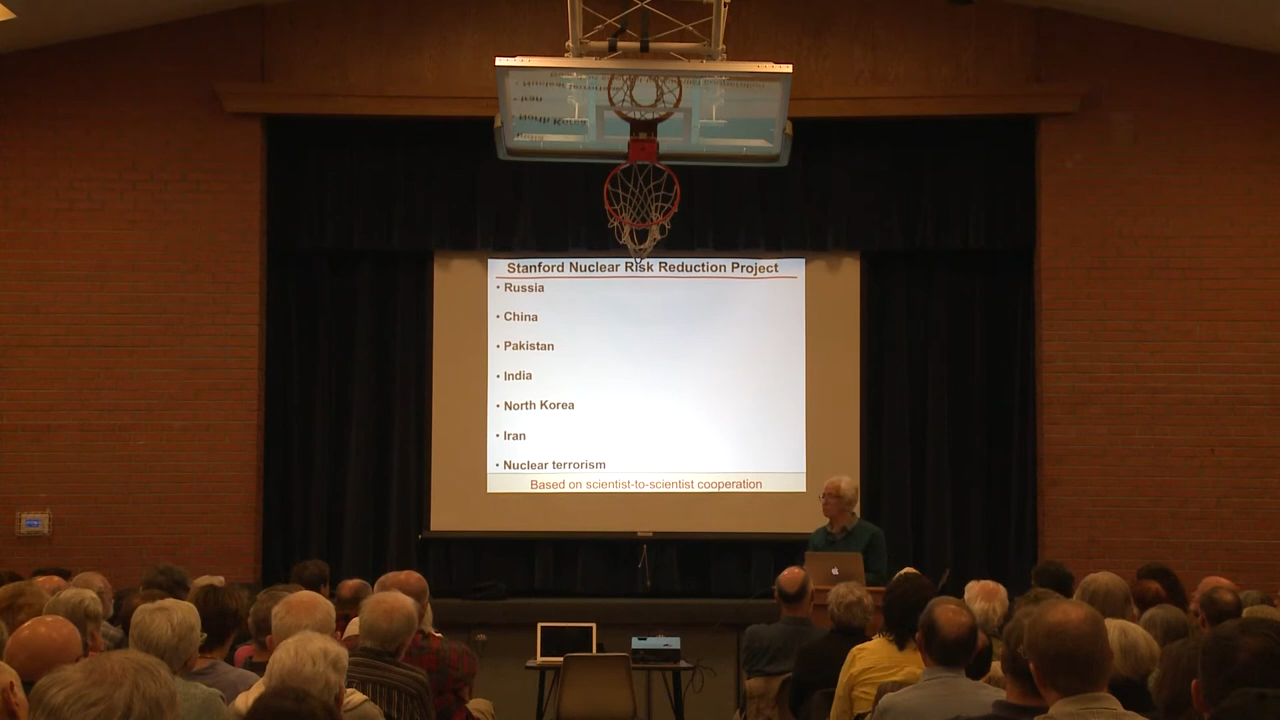 Stanford Nuclear Risk Reduction Project
• Russia
• China
• Pakistan
• India
• North Korea
• Iran
• Nuclear terrorism
Based on scientist-to-scientist cooperation